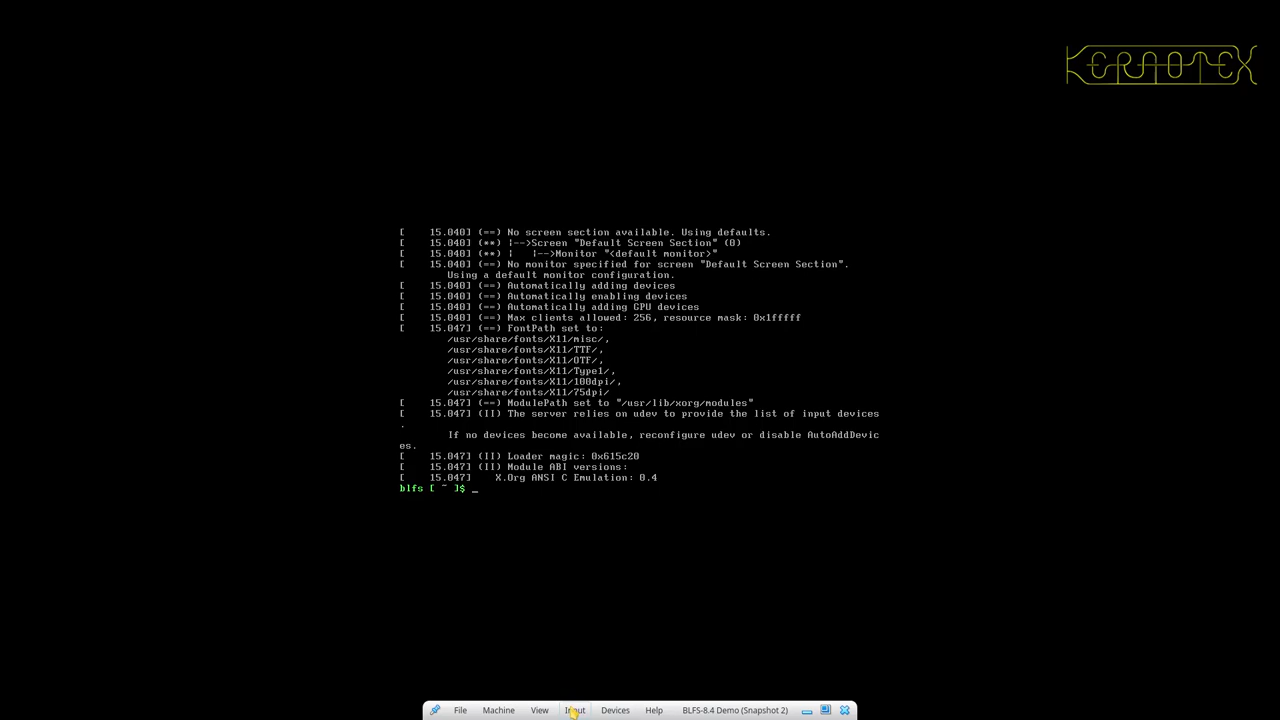 KERNOTEX
[    15.040] (==) No screen section available. Using defaults.
[    15.040] (**) |-->Screen "Default Screen Section" (0)
[    15.040] (**) |   |-->Monitor "<default monitor>"
[    15.040] (==) No monitor specified for screen "Default Screen Section".
        Using a default monitor configuration.
[    15.040] (==) Automatically adding devices
[    15.040] (==) Automatically enabling devices
[    15.040] (==) Automatically adding GPU devices
[    15.040] (==) Max clients allowed: 256, resource mask: 0x1fffff
[    15.047] (==) FontPath set to:
        /usr/share/fonts/X11/misc/,
        /usr/share/fonts/X11/TTF/,
        /usr/share/fonts/X11/OTF/,
        /usr/share/fonts/X11/Type1/,
        /usr/share/fonts/X11/100dpi/,
        /usr/share/fonts/X11/75dpi/
[    15.047] (==) ModulePath set to "/usr/lib/xorg/modules"
[    15.047] (II) The server relies on udev to provide the list of input devices
.
        If no devices become available, reconfigure udev or disable AutoAddDevic
es.
[    15.047] (II) Loader magic: 0x615c20
[    15.047] (II) Module ABI versions:
[    15.047]    X.Org ANSI C Emulation: 0.4
blfs [ ~ ]$ _
File Machine View Input Devices Help BLFS-8.4 Demo (Snapshot 2)